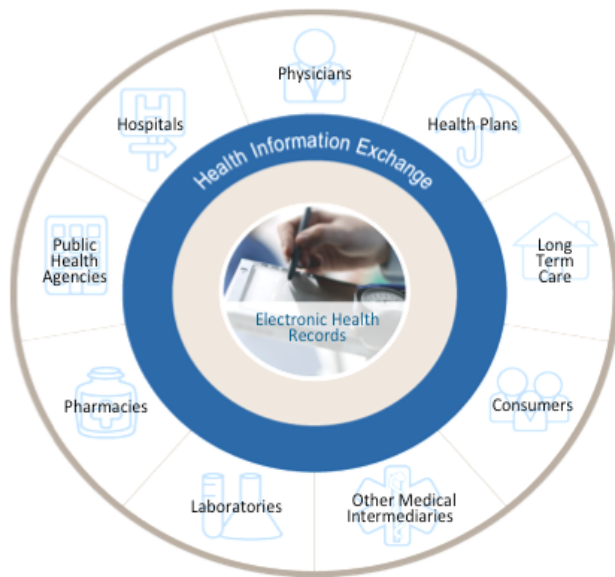 Physicians
Health Plans
Long
Term
Care
Consumers
Other Medical
Intermediaries
Laboratories
Pharmacies
Public
Health
Agencies
Hospitals
Health Information Exchange
Electronic Health
Records